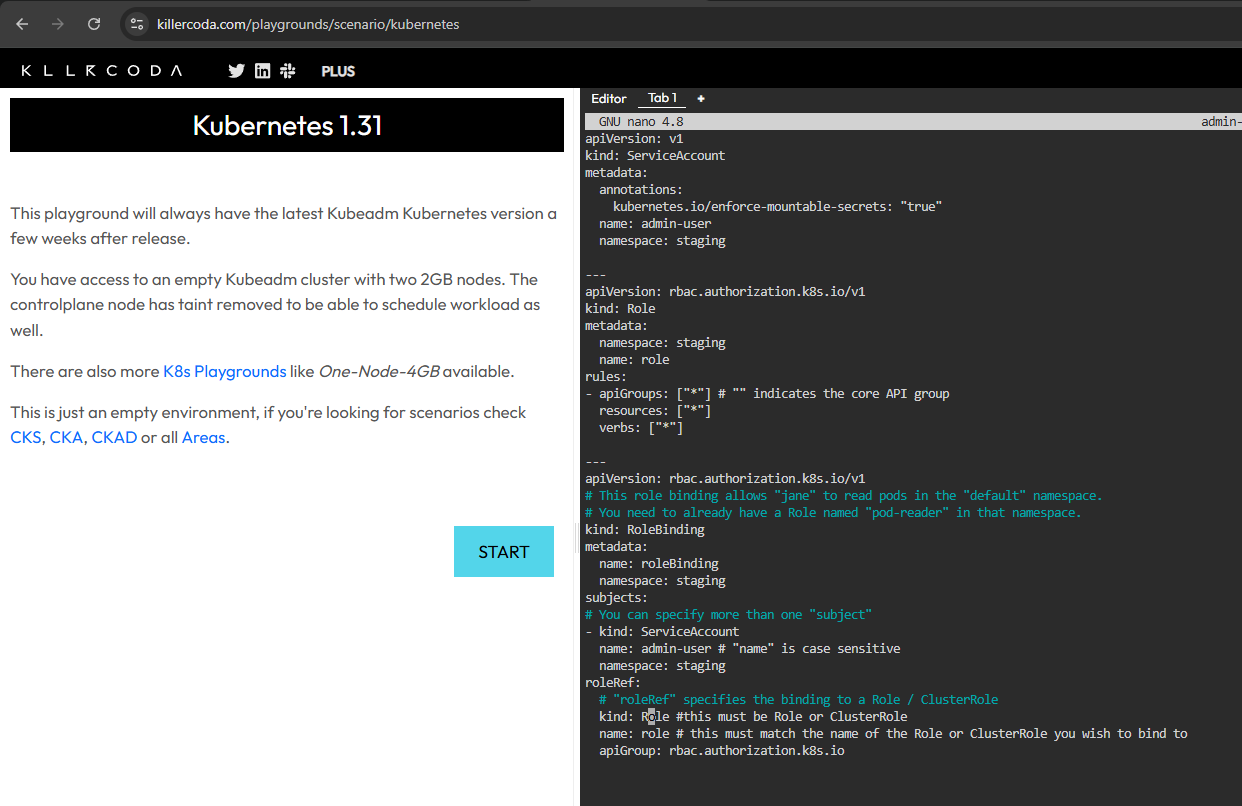 killercoda.com/playgrounds/scenario/kubernetes
KLLRCODA
PLUS
Kubernetes 1.31
This playground will always have the latest Kubeadm Kubernetes version a
few weeks after release.
You have access to an empty Kubeadm cluster with two 2GB nodes. The
controlplane node has taint removed to be able to schedule workload as
well.
There are also more K8s Playgrounds like One-Node-4GB available.
This is just an empty environment, if you're looking for scenarios check
CKS, CKA, CKAD or all Areas.
START
Editor Tab 1 +
GNU nano 4.8 admin-
apiVersion: v1
kind: ServiceAccount
metadata:
  annotations:
    kubernetes.io/enforce-mountable-secrets: "true"
  name: admin-user
  namespace: staging
---
apiVersion: rbac.authorization.k8s.io/v1
kind: Role
metadata:
  namespace: staging
  name: role
rules:
- apiGroups: ["*"] # "" indicates the core API group
  resources: ["*"]
  verbs: ["*"]
---
apiVersion: rbac.authorization.k8s.io/v1
# This role binding allows "jane" to read pods in the "default" namespace.
# You need to already have a Role named "pod-reader" in that namespace.
kind: RoleBinding
metadata:
  name: roleBinding
  namespace: staging
subjects:
# You can specify more than one "subject"
- kind: ServiceAccount
  name: admin-user # "name" is case sensitive
  namespace: staging
roleRef:
  # "roleRef" specifies the binding to a Role / ClusterRole
  kind: Role #this must be Role or ClusterRole
  name: role # this must match the name of the Role or ClusterRole you wish to bind to
  apiGroup: rbac.authorization.k8s.io